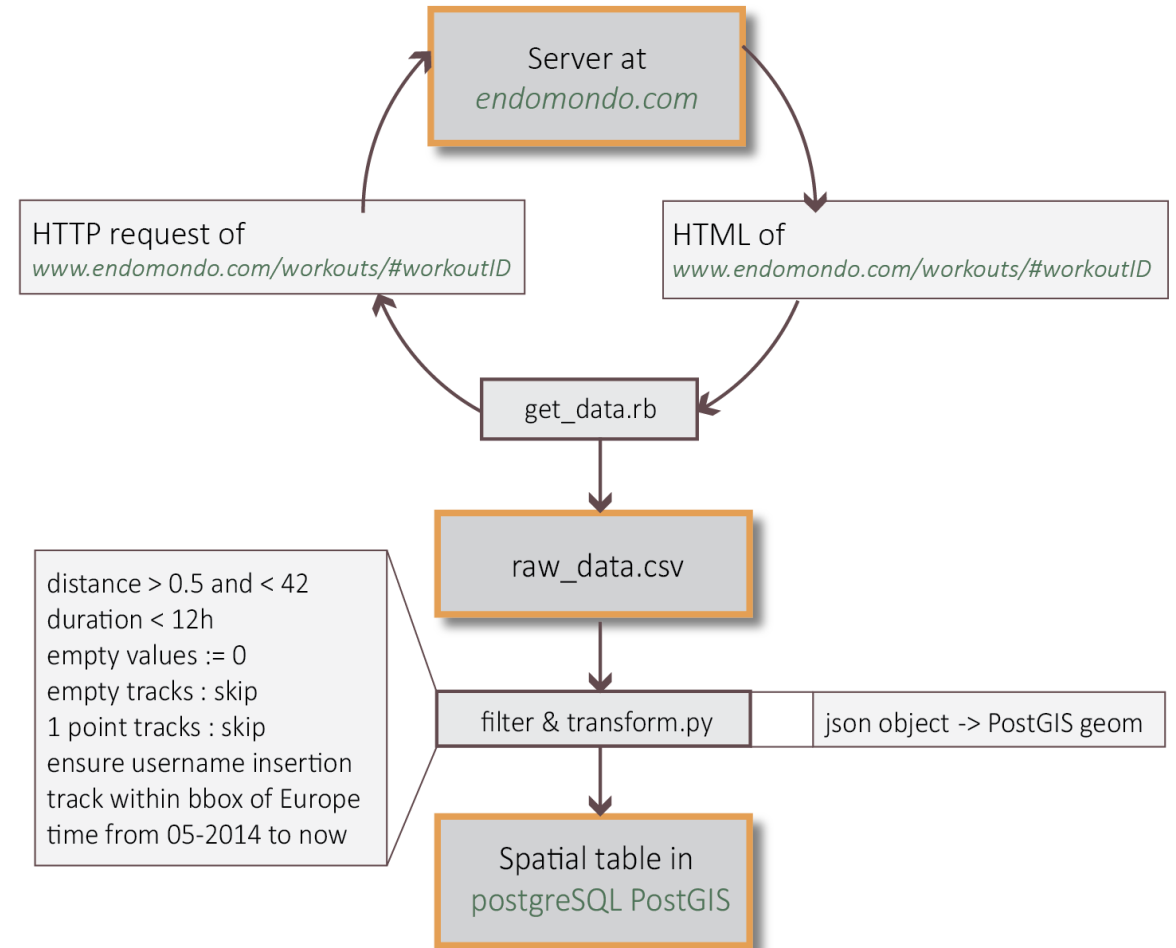 Server at
endomondo.com
HTTP request of
www.endomondo.com/workouts/#workoutID
HTML of
www.endomondo.com/workouts/#workoutID
get_data.rb
raw_data.csv
distance > 0.5 and < 42
duration < 12h
empty values := 0
empty tracks : skip
1 point tracks : skip
ensure username insertion
track within bbox of Europe
time from 05-2014 to now
filter & transform.py
json object -> PostGIS geom
Spatial table in
postgreSQL PostGIS